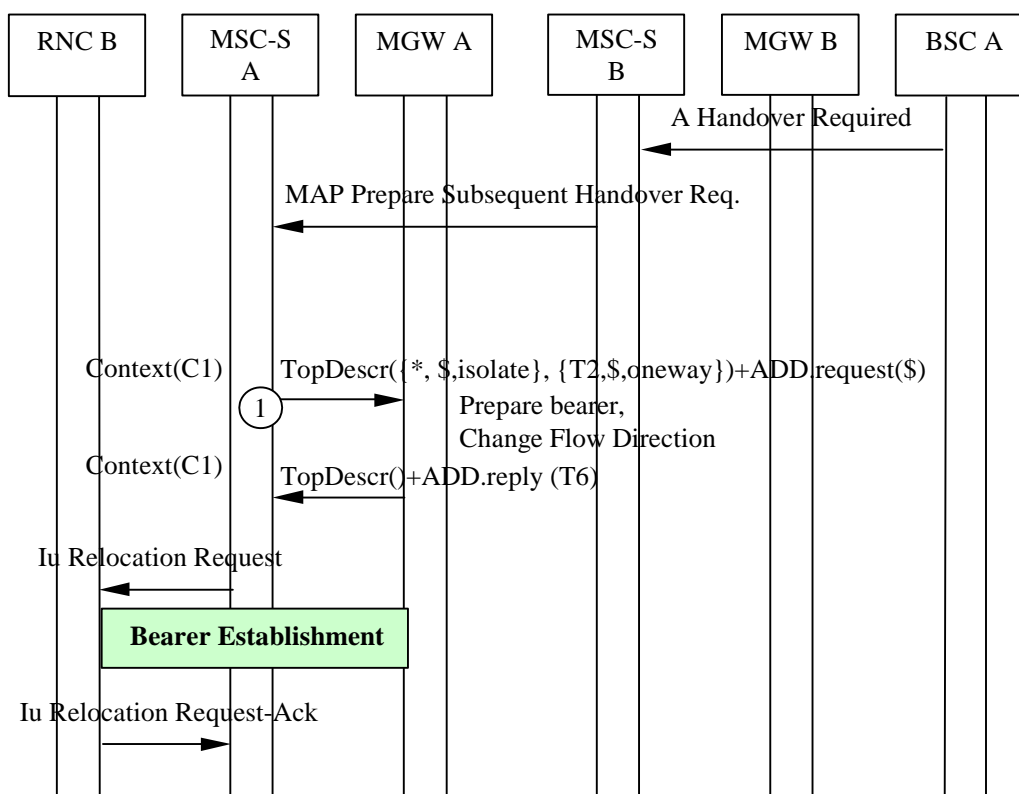 RNC B
MSC-S
A
MGW A
MSC-S
B
MGW B
BSC A
A Handover Required
MAP Prepare Subsequent Handover Req.
Context(C1)
TopDescr({*, $,isolate}, {T2,$,oneway})+ADD.request($)
1
Prepare bearer,
Change Flow Direction
Context(C1)
TopDescr()+ADD.reply (T6)
Iu Relocation Request
Bearer Establishment
Iu Relocation Request-Ack